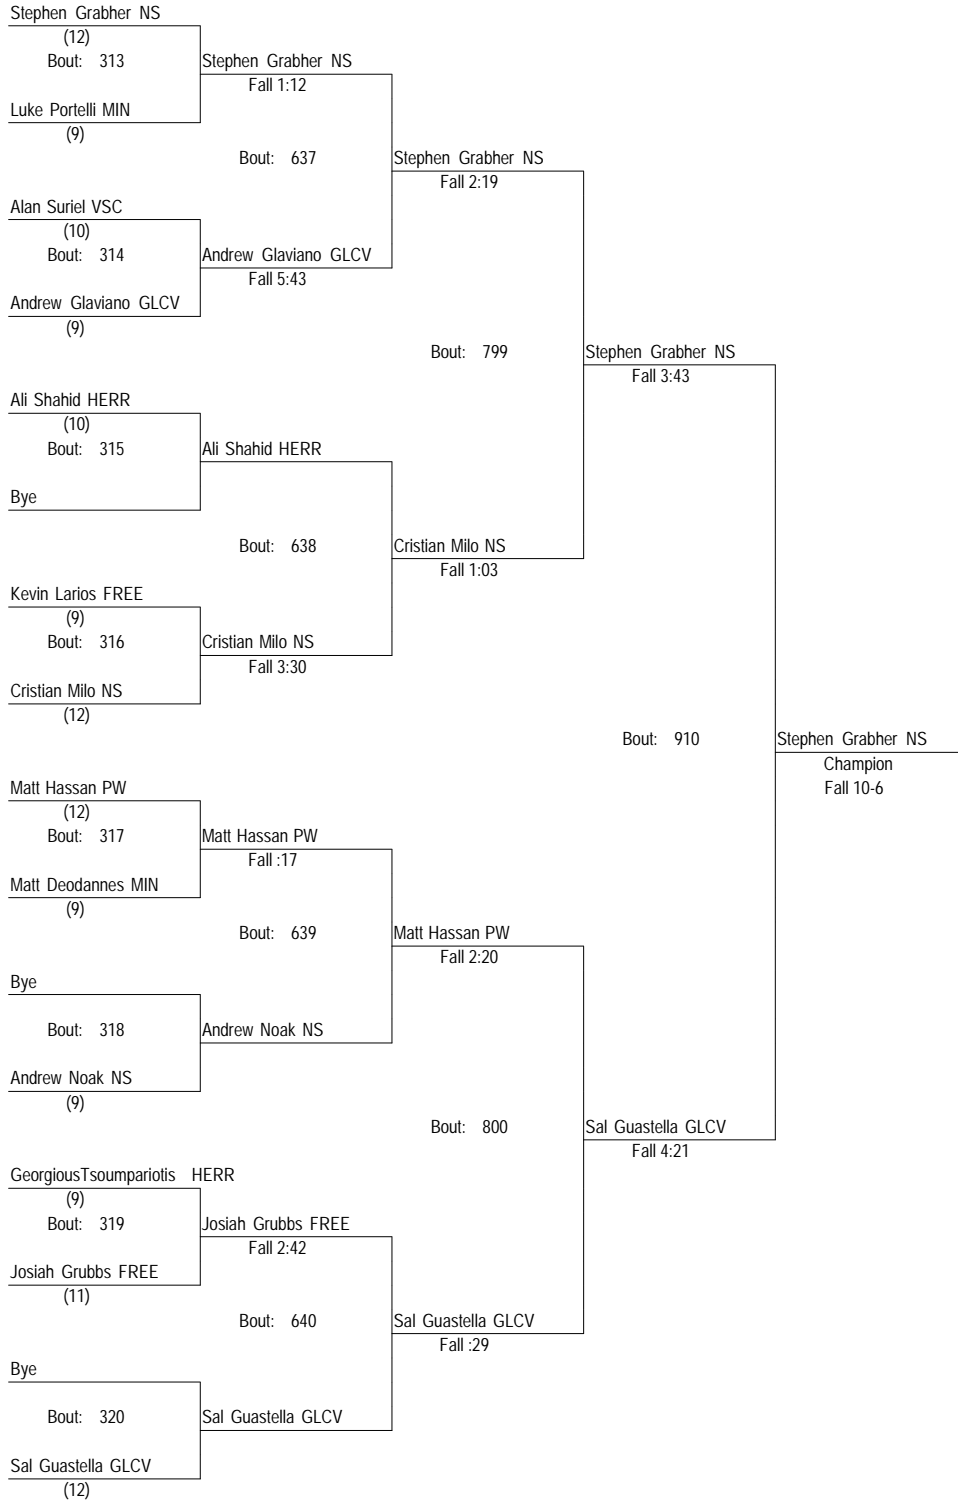 Stephen Grabher NS
(12)
Bout: 313
Stephen Grabher NS
Fall 1:12
Luke Portelli MIN
(9)
Bout: 637
Stephen Grabher NS
Fall 2:19
Alan Suriel VSC
(10)
Bout: 314
Andrew Glaviano GLCV
Fall 5:43
Andrew Glaviano GLCV
(9)
Bout: 799
Stephen Grabher NS
Fall 3:43
Ali Shahid HERR
(10)
Bout: 315
Ali Shahid HERR
Bye
Bout: 638
Cristian Milo NS
Fall 1:03
Kevin Larios FREE
(9)
Bout: 316
Cristian Milo NS
Fall 3:30
Cristian Milo NS
(12)
Bout: 910
Stephen Grabher NS
Champion
Fall 10-6
Matt Hassan PW
(12)
Bout: 317
Matt Hassan PW
Fall :17
Matt Deodannes MIN
(9)
Bout: 639
Matt Hassan PW
Fall 2:20
Bye
Bout: 318
Andrew Noak NS
Andrew Noak NS
(9)
Bout: 800
Sal Guastella GLCV
Fall 4:21
GeorgiousTsoumpariotis HERR
(9)
Bout: 319
Josiah Grubbs FREE
Fall 2:42
Josiah Grubbs FREE
(11)
Bout: 640
Sal Guastella GLCV
Fall :29
Bye
Bout: 320
Sal Guastella GLCV
Sal Guastella GLCV
(12)